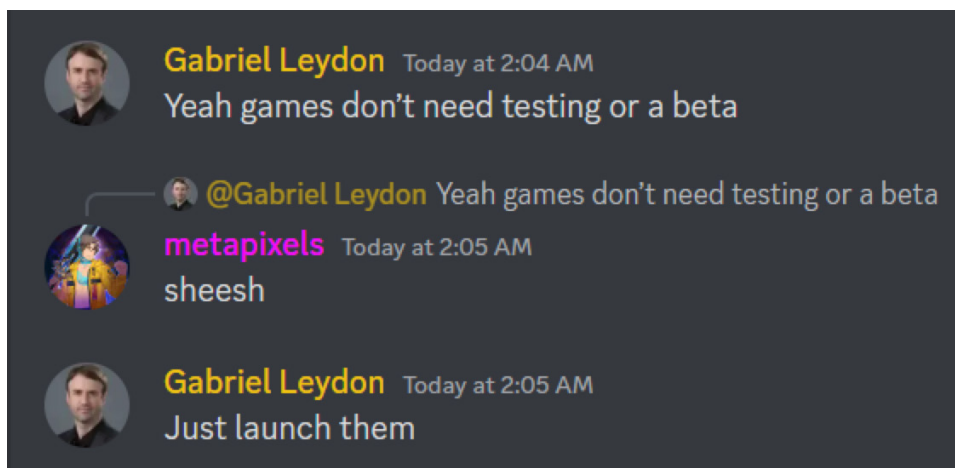 Gabriel Leydon Today at 2:04 AM
Yeah games don’t need testing or a beta
@Gabriel Leydon Yeah games don’t need testing or a beta
metapixels Today at 2:05 AM
sheesh
Gabriel Leydon Today at 2:05 AM
Just launch them